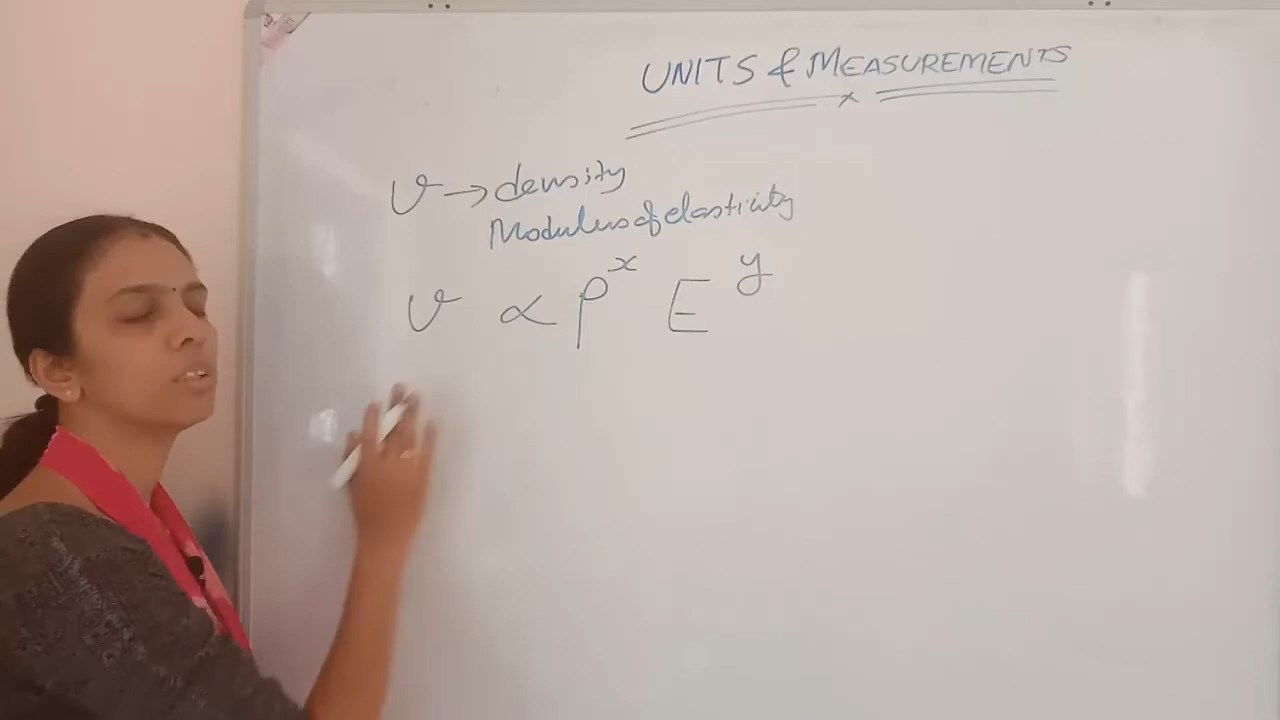 UNITS & MEASUREMENTS
v → density
Modulus of elasticity
v ∝ ρ^x E^y